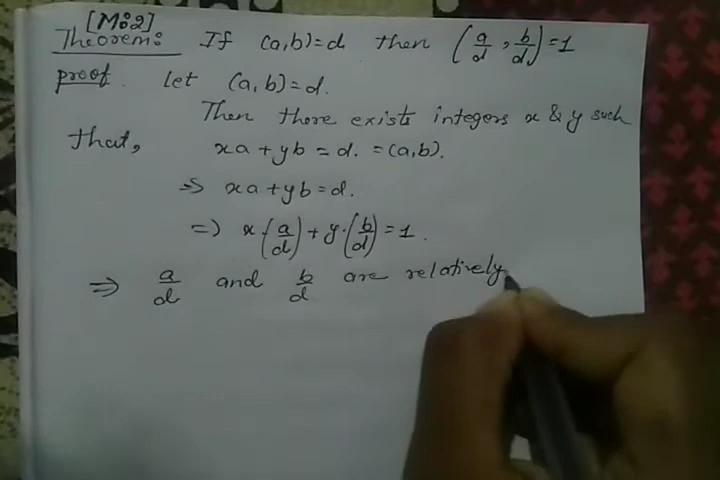 [M:2]
Theorem: If (a,b)=d then (a/d, b/d)=1
proof. Let (a,b)=d.
Then there exists integers x & y such
that, xa+yb=d.=(a,b).
⇒ xa+yb=d.
⇒ x·(a/d)+y·(b/d)=1.
⇒ a/d and b/d are relatively